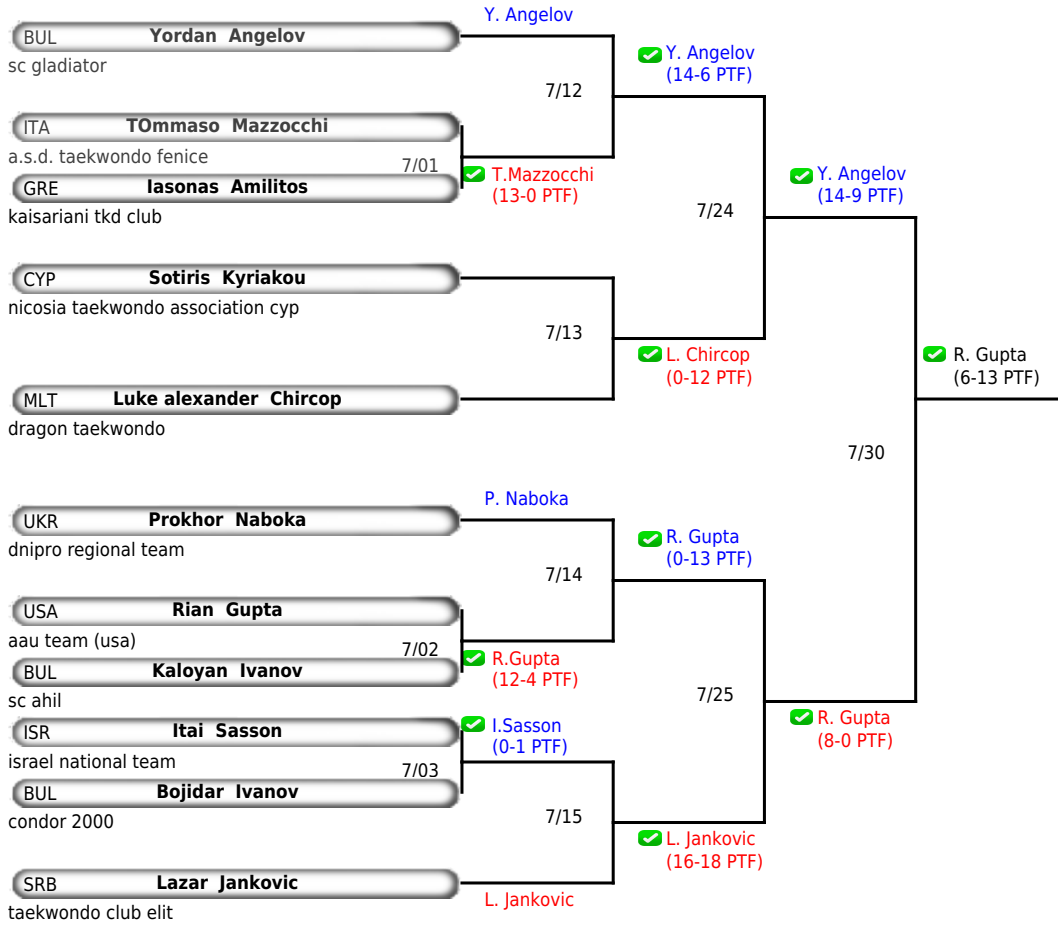 Y. Angelov
BUL Yordan Angelov
sc gladiator
Y. Angelov
(14-6 PTF)
7/12
ITA TOmmaso Mazzocchi
a.s.d. taekwondo fenice
7/01
T.Mazzocchi
(13-0 PTF)
GRE Iasonas Amilitos
kaisariani tkd club
Y. Angelov
(14-9 PTF)
7/24
CYP Sotiris Kyriakou
nicosia taekwondo association cyp
7/13
L. Chircop
(0-12 PTF)
R. Gupta
(6-13 PTF)
MLT Luke alexander Chircop
dragon taekwondo
7/30
P. Naboka
UKR Prokhor Naboka
dnipro regional team
R. Gupta
(0-13 PTF)
7/14
USA Rian Gupta
aau team (usa)
7/02
R.Gupta
(12-4 PTF)
BUL Kaloyan Ivanov
sc ahil
7/25
R. Gupta
(8-0 PTF)
ISR Itai Sasson
israel national team
I.Sasson
(0-1 PTF)
7/03
BUL Bojidar Ivanov
condor 2000
7/15
L. Jankovic
(16-18 PTF)
SRB Lazar Jankovic
taekwondo club elit
L. Jankovic